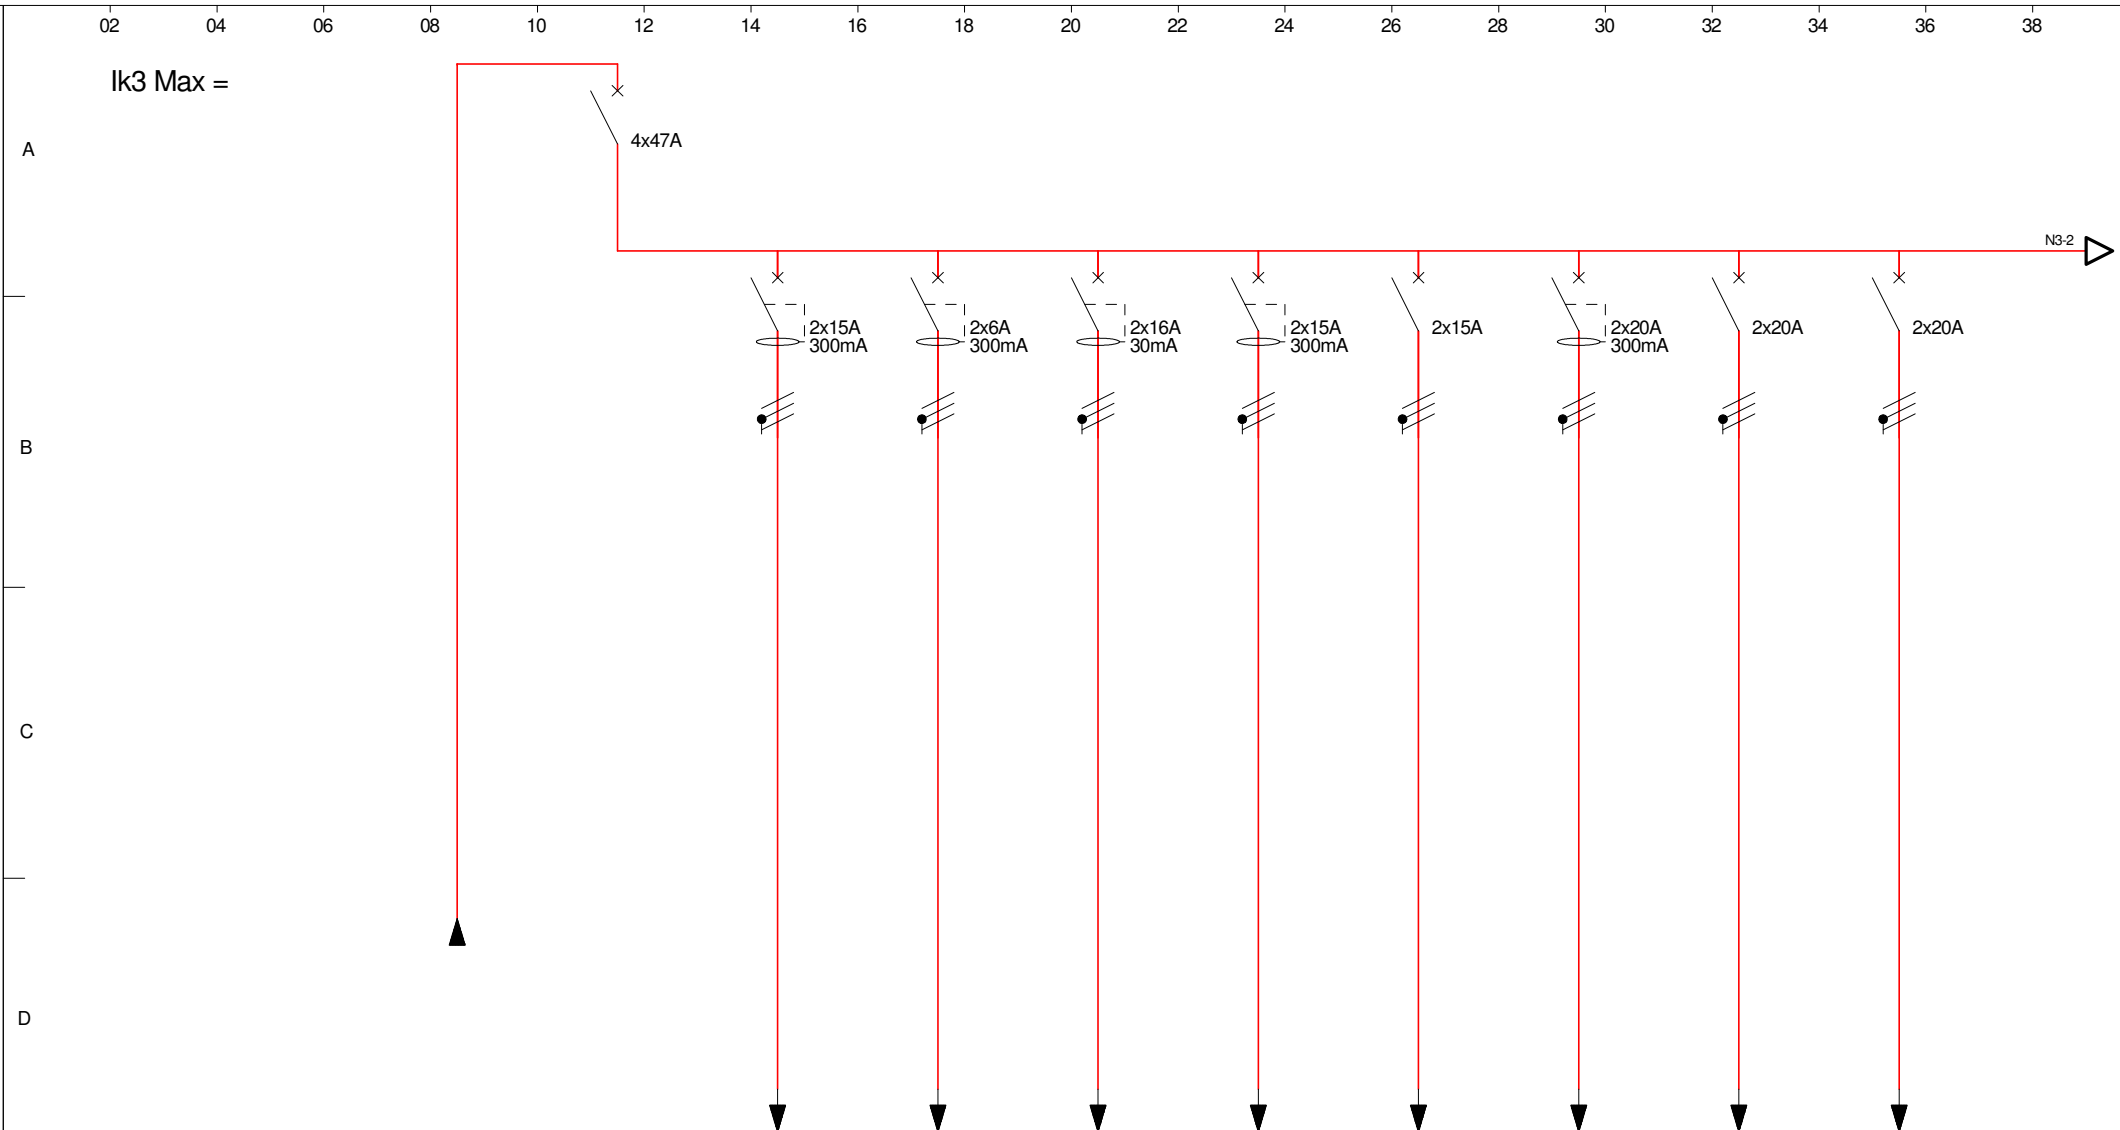 02 04 06 08 10 12 14 16 18 20 22 24 26 28 30 32 34 36 38
Ik3 Max =
A
4x47A
N3-2
2x15A
300mA
2x6A
300mA
2x16A
30mA
2x15A
300mA
2x15A
2x20A
300mA
2x20A
2x20A
B
C
D